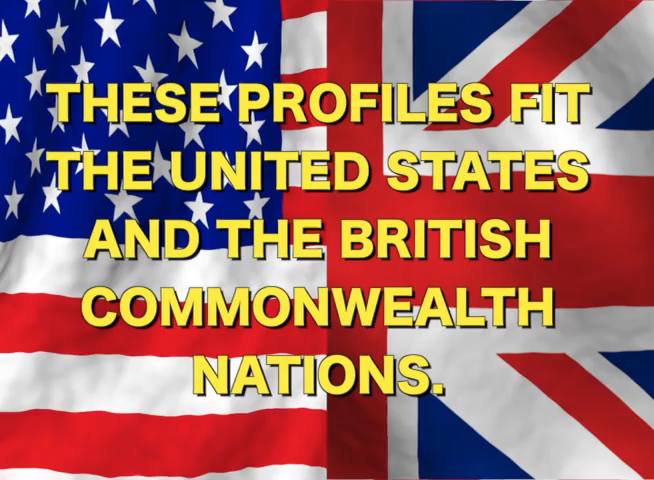 THESE PROFILES FIT
THE UNITED STATES
AND THE BRITISH
COMMONWEALTH
NATIONS.